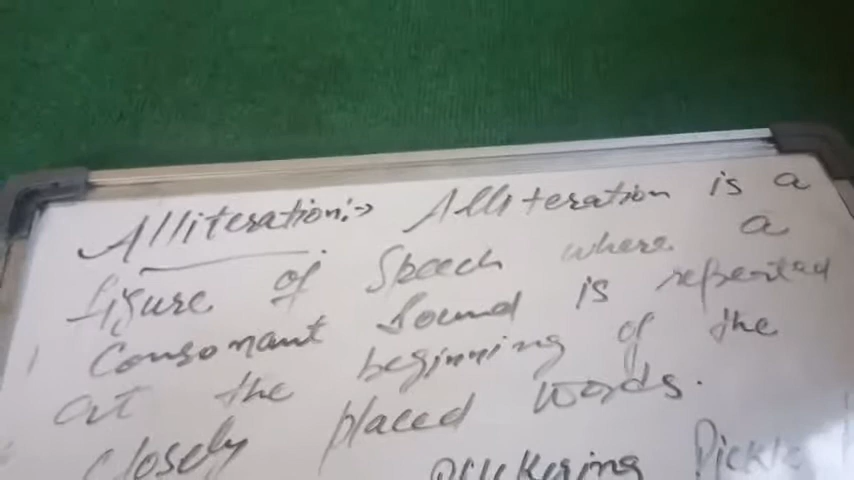 Alliteration:→ Alliteration is a
figure of Speech where a
Consonant Sound is repeated
at the beginning of the
closely placed words.
Pickle